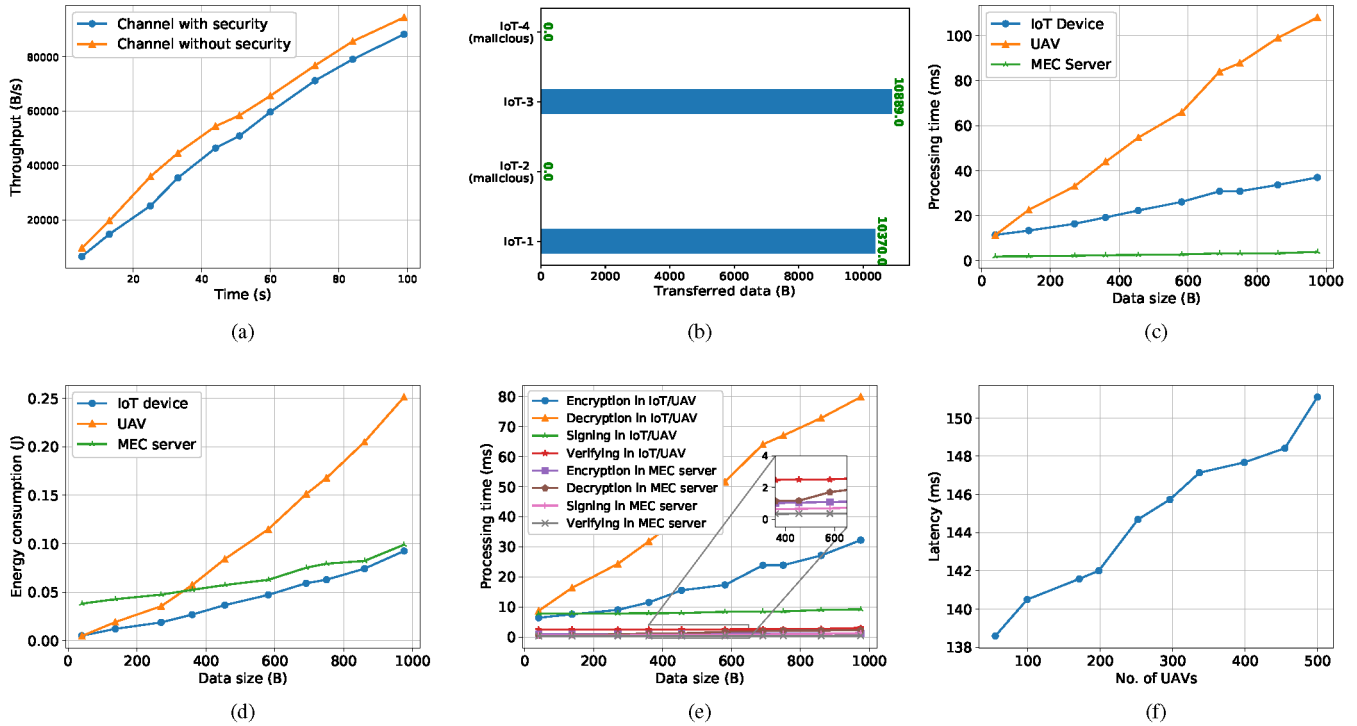 Channel with security
Channel without security
80000
60000
40000
20000
20
40
60
80
100
Throughput (B/s)
Time (s)
(a)
IoT-4
(malicious)
0.0
IoT-3
10889.0
IoT-2
(malicious)
0.0
IoT-1
10370.0
0
2000
4000
6000
8000
10000
Transferred data (B)
(b)
IoT Device
UAV
MEC Server
100
80
60
40
20
0
0
200
400
600
800
1000
Processing time (ms)
Data size (B)
(c)
IoT device
UAV
MEC server
0.25
0.20
0.15
0.10
0.05
0.00
0
200
400
600
800
1000
Energy consumption (J)
Data size (B)
(d)
Encryption in IoT/UAV
Decryption in IoT/UAV
Signing in IoT/UAV
Verifying in IoT/UAV
Encryption in MEC server
Decryption in MEC server
Signing in MEC server
Verifying in MEC server
80
70
60
50
40
30
20
10
0
0
200
400
600
800
1000
4
2
0
400
600
Processing time (ms)
Data size (B)
(e)
150
148
146
144
142
140
138
100
200
300
400
500
Latency (ms)
No. of UAVs
(f)